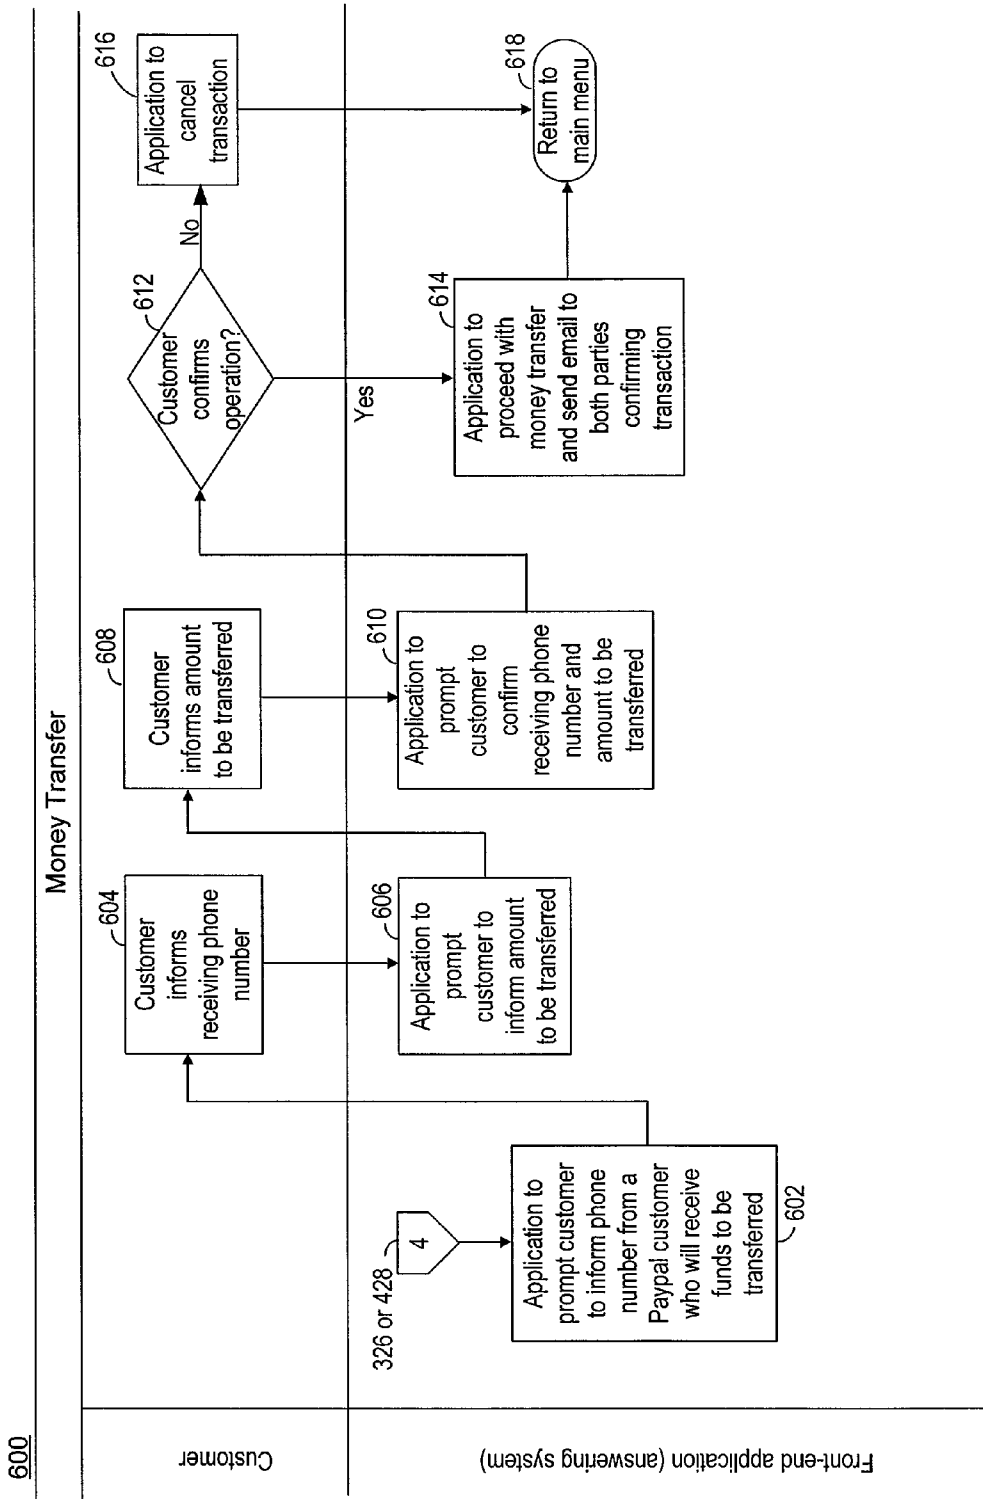 600
Money Transfer
Customer
Front-end application (answering system)
326 or 428
4
Application to
prompt customer
to inform phone
number from a
Paypal customer
who will receive
funds to be
transferred
602
604
Customer
informs
receiving phone
number
606
Application to
prompt
customer to
inform amount
to be transferred
608
Customer
informs amount
to be transferred
610
Application to
prompt
customer to
confirm
receiving phone
number and
amount to be
transferred
612
Customer
confirms
operation?
No
Yes
614
Application to
proceed with
money transfer
and send email to
both parties
confirming
transaction
616
Application to
cancel
transaction
618
Return to
main menu